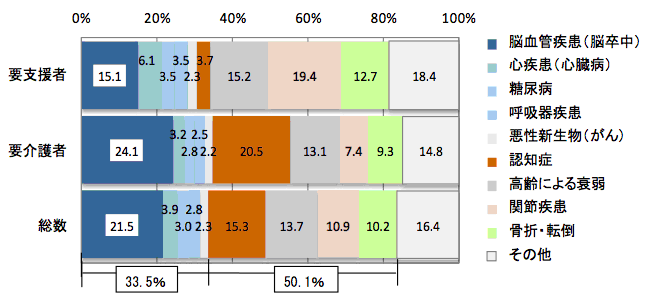 0% 20% 40% 60% 80% 100%
要支援者 15.1 6.1 3.5 3.5 2.3 3.7 15.2 19.4 12.7 18.4
要介護者 24.1 3.2 2.8 2.5 2.2 20.5 13.1 7.4 9.3 14.8
総数 21.5 3.9 3.0 2.8 2.3 15.3 13.7 10.9 10.2 16.4
33.5% 50.1%
脳血管疾患(脳卒中)
心疾患(心臓病)
糖尿病
呼吸器疾患
悪性新生物(がん)
認知症
高齢による衰弱
関節疾患
骨折・転倒
その他